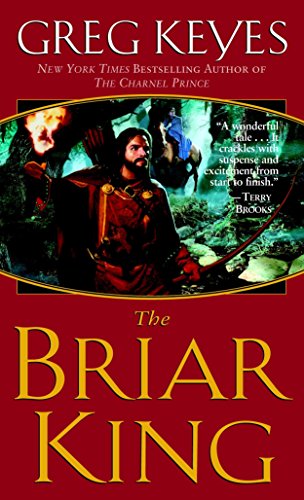 GREG KEYES
NEW YORK TIMES BESTSELLING AUTHOR OF
THE CHARNEL PRINCE
"A wonderful
tale . . . It
crackles with
suspense and
excitement from
start to finish."
—TERRY
BROOKS
The
BRIAR
KING